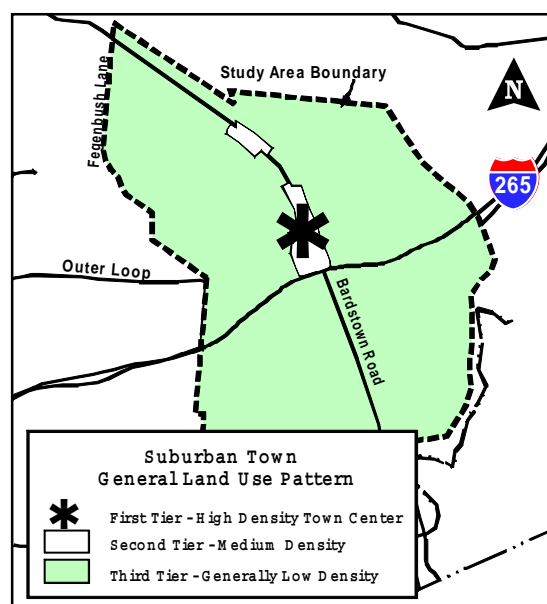 Study Area Boundary
N
Fegenbush Lane
265
Outer Loop
Bardstown Road
Suburban Town
General Land Use Pattern
First Tier - High Density Town Center
Second Tier - Medium Density
Third Tier - Generally Low Density